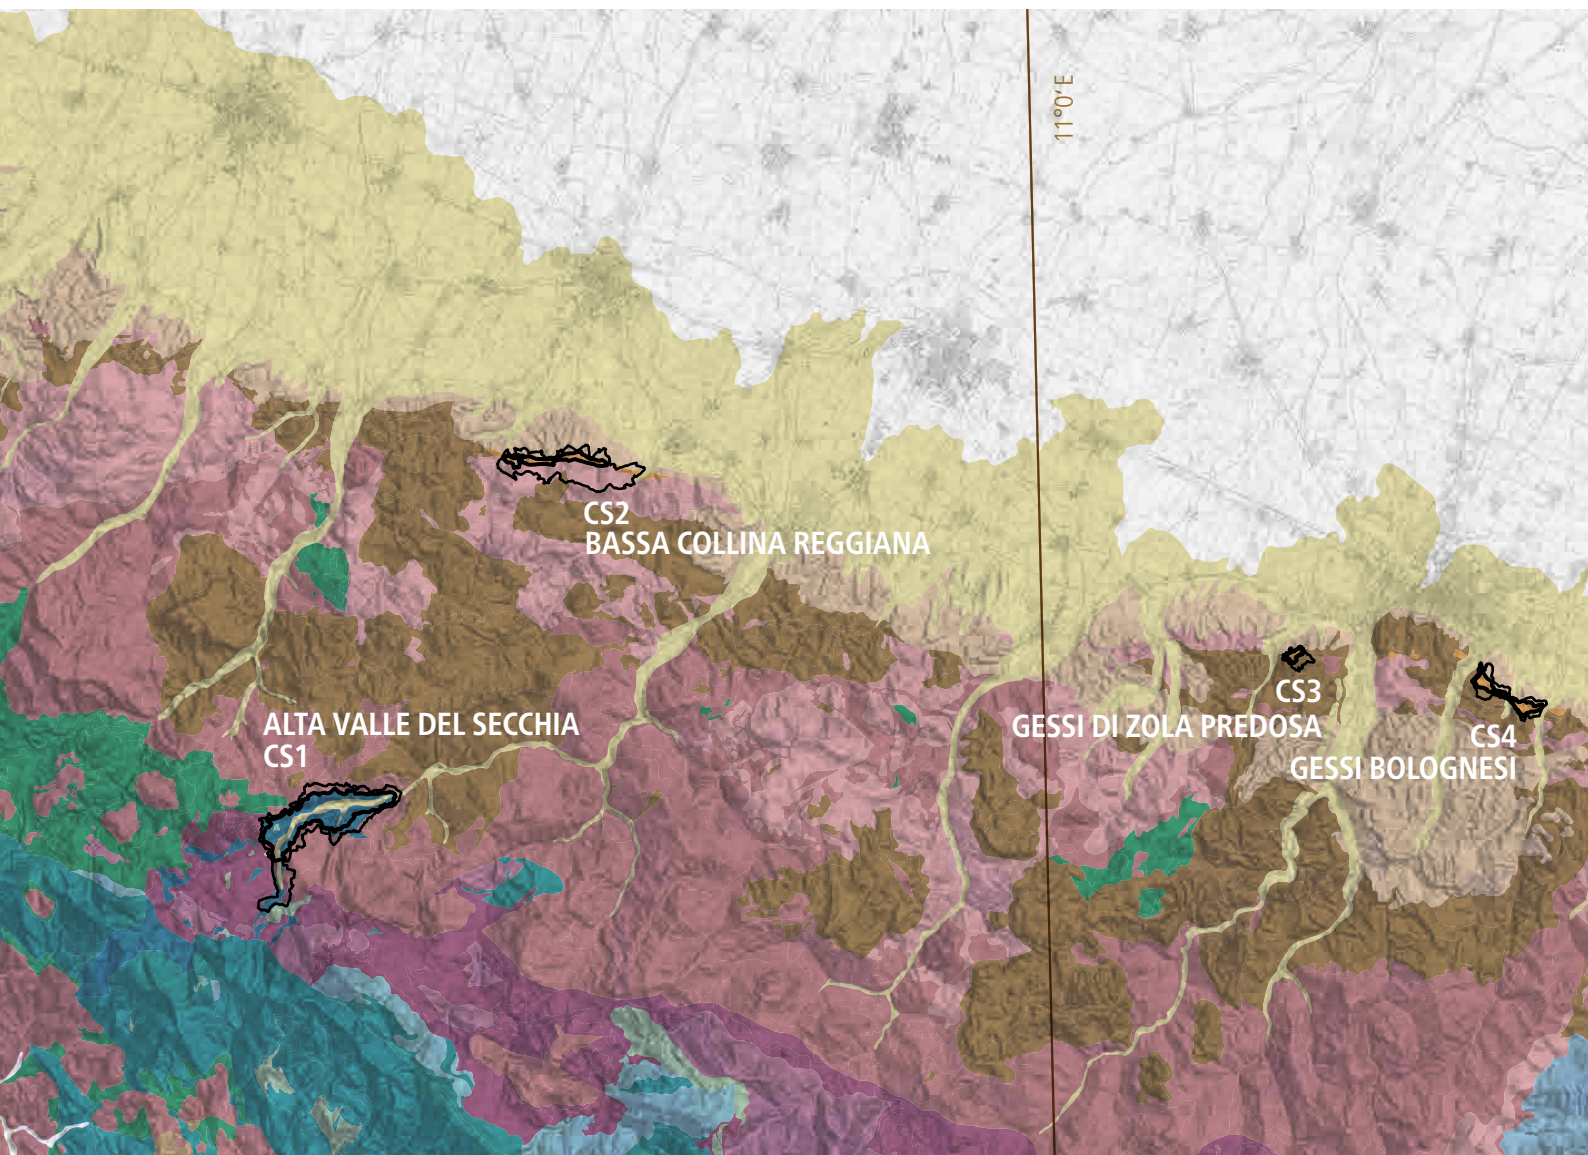 11°0'E
CS2
BASSA COLLINA REGGIANA
CS3
GESSI DI ZOLA PREDOSA
ALTA VALLE DEL SECCHIA
CS1
CS4
GESSI BOLOGNESI